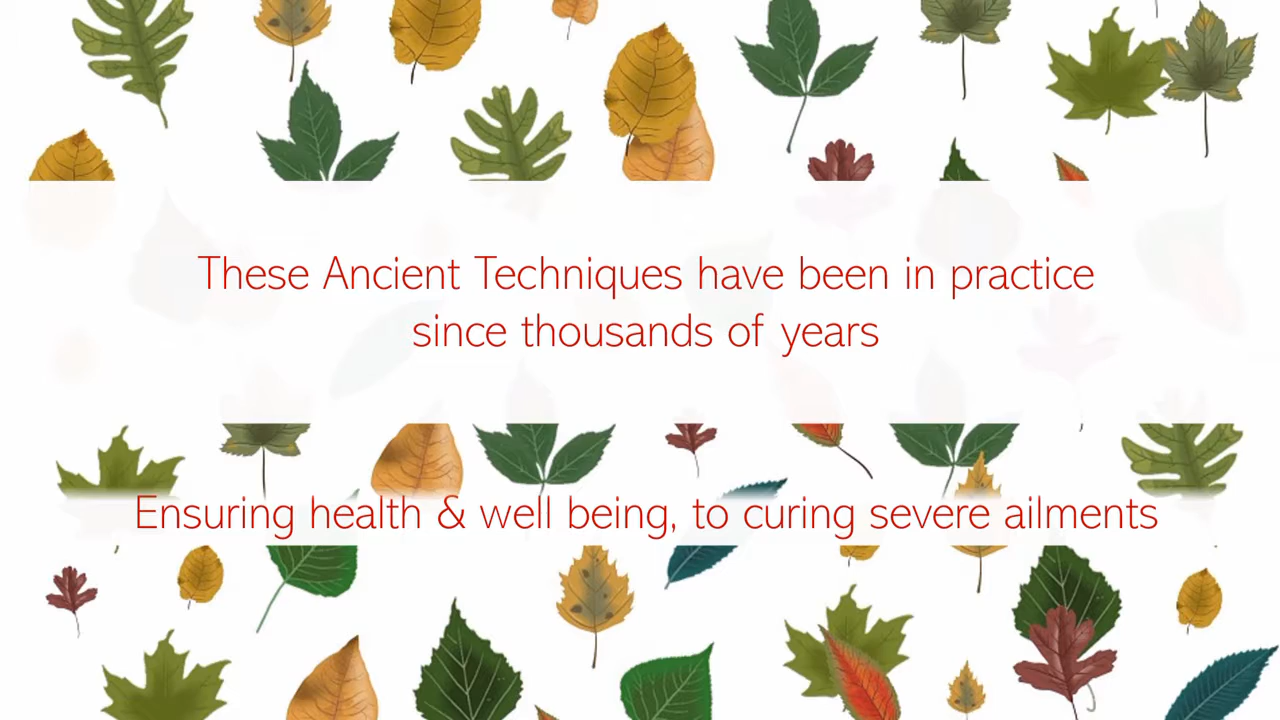 These Ancient Techniques have been in practice
since thousands of years
Ensuring health & well being, to curing severe ailments